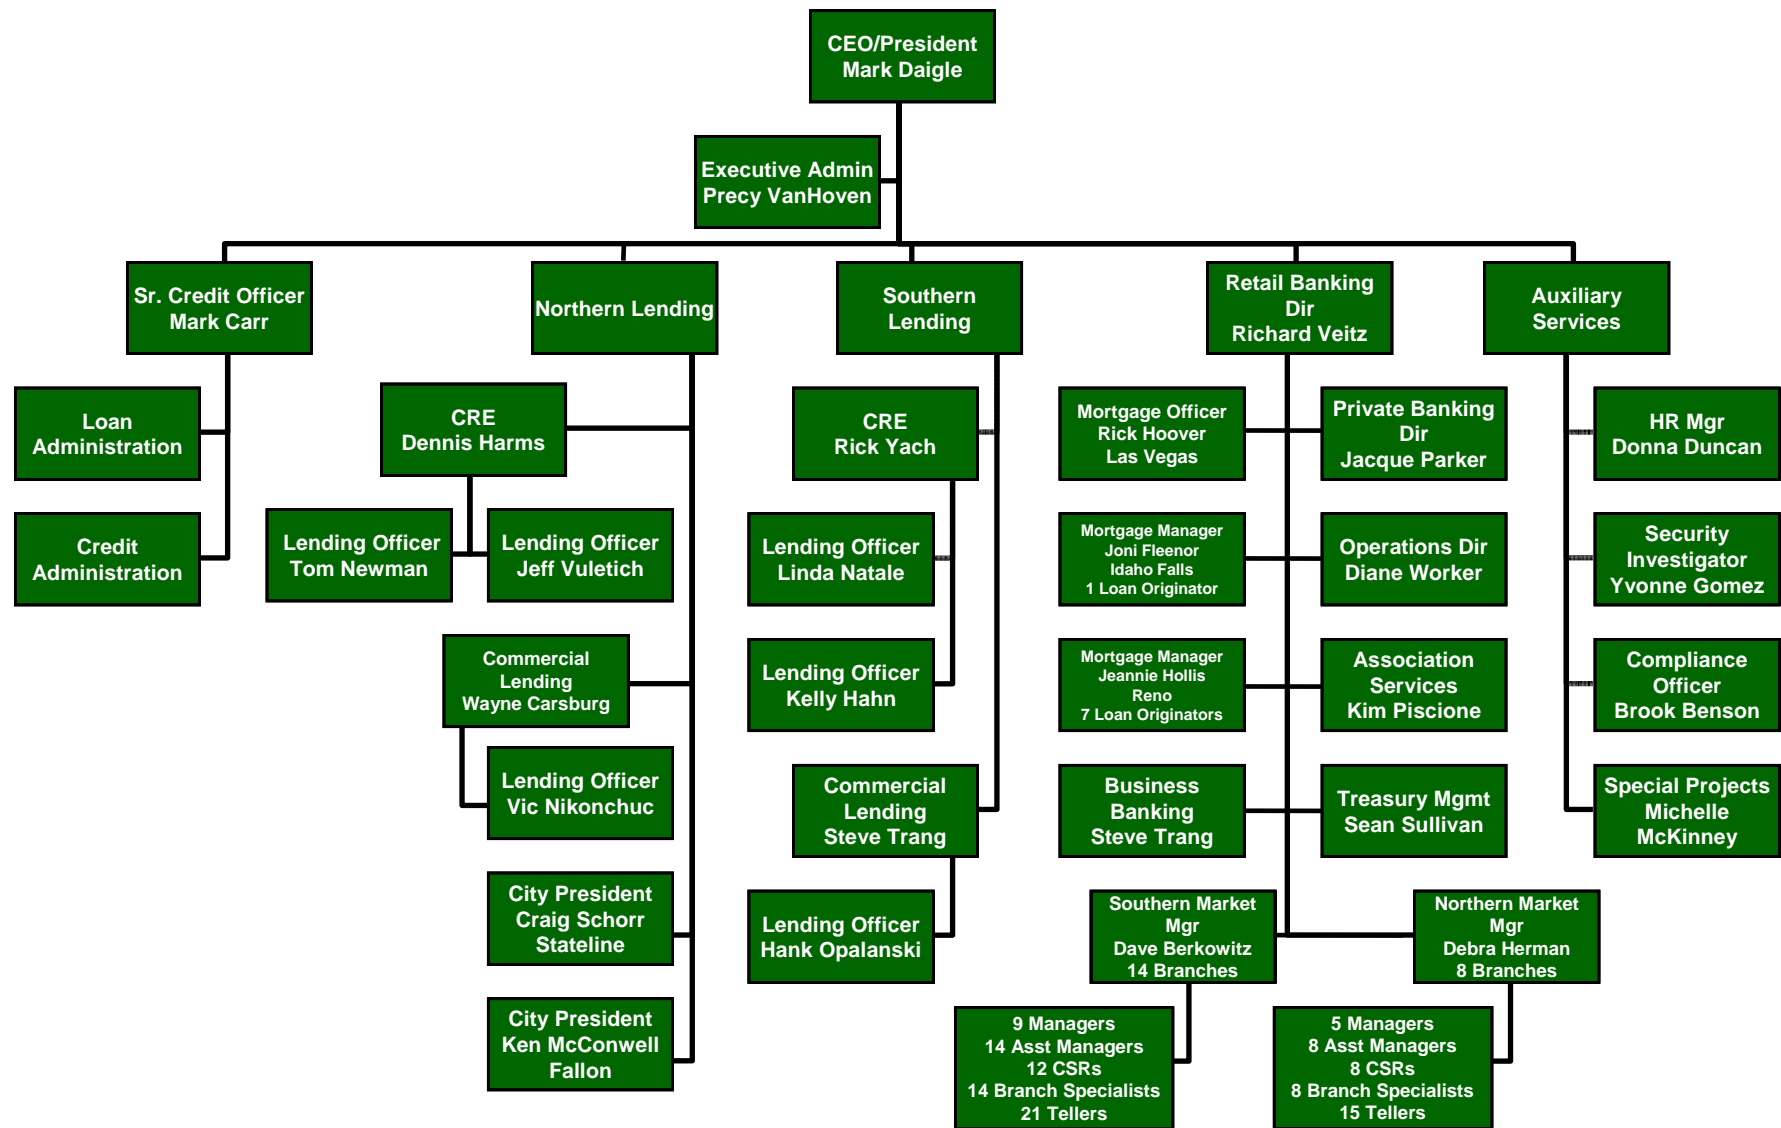 CEO/President
Mark Daigle
Executive Admin
Precy VanHoven
Sr. Credit Officer
Mark Carr
Northern Lending
Southern
Lending
Retail Banking
Dir
Richard Veitz
Auxiliary
Services
Loan
Administration
Credit
Administration
CRE
Dennis Harms
Lending Officer
Tom Newman
Lending Officer
Jeff Vuletich
Commercial
Lending
Wayne Carsburg
Lending Officer
Vic Nikonchuc
City President
Craig Schorr
Stateline
City President
Ken McConwell
Fallon
CRE
Rick Yach
Lending Officer
Linda Natale
Lending Officer
Kelly Hahn
Commercial
Lending
Steve Trang
Lending Officer
Hank Opalanski
Mortgage Officer
Rick Hoover
Las Vegas
Private Banking
Dir
Jacque Parker
Mortgage Manager
Joni Fleenor
Idaho Falls
1 Loan Originator
Operations Dir
Diane Worker
Mortgage Manager
Jeannie Hollis
Reno
7 Loan Originators
Association
Services
Kim Piscione
Business
Banking
Steve Trang
Treasury Mgmt
Sean Sullivan
Southern Market
Mgr
Dave Berkowitz
14 Branches
Northern Market
Mgr
Debra Herman
8 Branches
9 Managers
14 Asst Managers
12 CSRs
14 Branch Specialists
21 Tellers
5 Managers
8 Asst Managers
8 CSRs
8 Branch Specialists
15 Tellers
HR Mgr
Donna Duncan
Security
Investigator
Yvonne Gomez
Compliance
Officer
Brook Benson
Special Projects
Michelle
McKinney